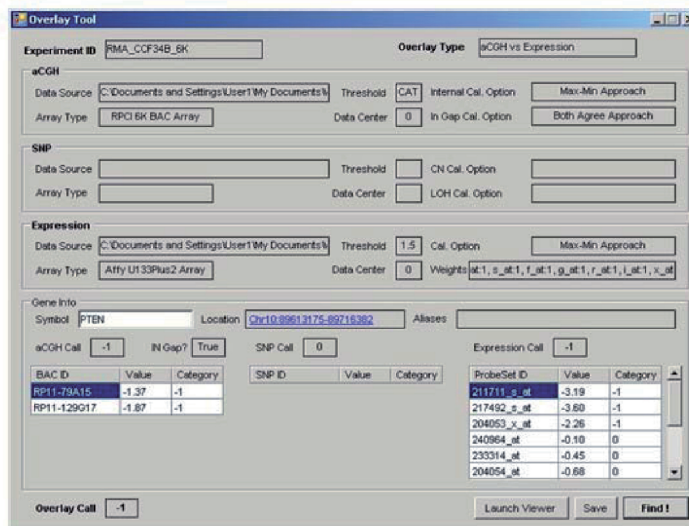 Overlay Tool
Experiment ID RMA_CCF34B_6K Overlay Type aCGH vs Expression
aCGH
Data Source C:\Documents and Settings\User1\My Documents\ Threshold CAT Internal Cal. Option Max-Min Approach
Array Type RPCI 6K BAC Array Data Center 0 In Gap Cal. Option Both Agree Approach
SNP
Data Source Threshold CN Cal. Option
Array Type Data Center LOH Cal. Option
Expression
Data Source C:\Documents and Settings\User1\My Documents\ Threshold 1.5 Cal. Option Max-Min Approach
Array Type Affy U133Plus2 Array Data Center 0 Weights at:1, s_at:1, f_at:1, g_at:1, r_at:1, i_at:1, x_at
Gene Info
Symbol PTEN Location Chr10:89613175-89716382 Aliases
aCGH Call -1 IN Gap? True SNP Call 0 Expression Call -1
BAC ID Value Category SNP ID Value Category ProbeSet ID Value Category
RP11-79A15 -1.37 -1 211711_s_at -3.19 -1
RP11-129G17 -1.87 -1 217492_s_at -3.60 -1
204053_x_at -2.26 -1
240964_at -0.10 0
233314_at -0.45 0
204054_at -0.68 0
Overlay Call -1 Launch Viewer Save Find !